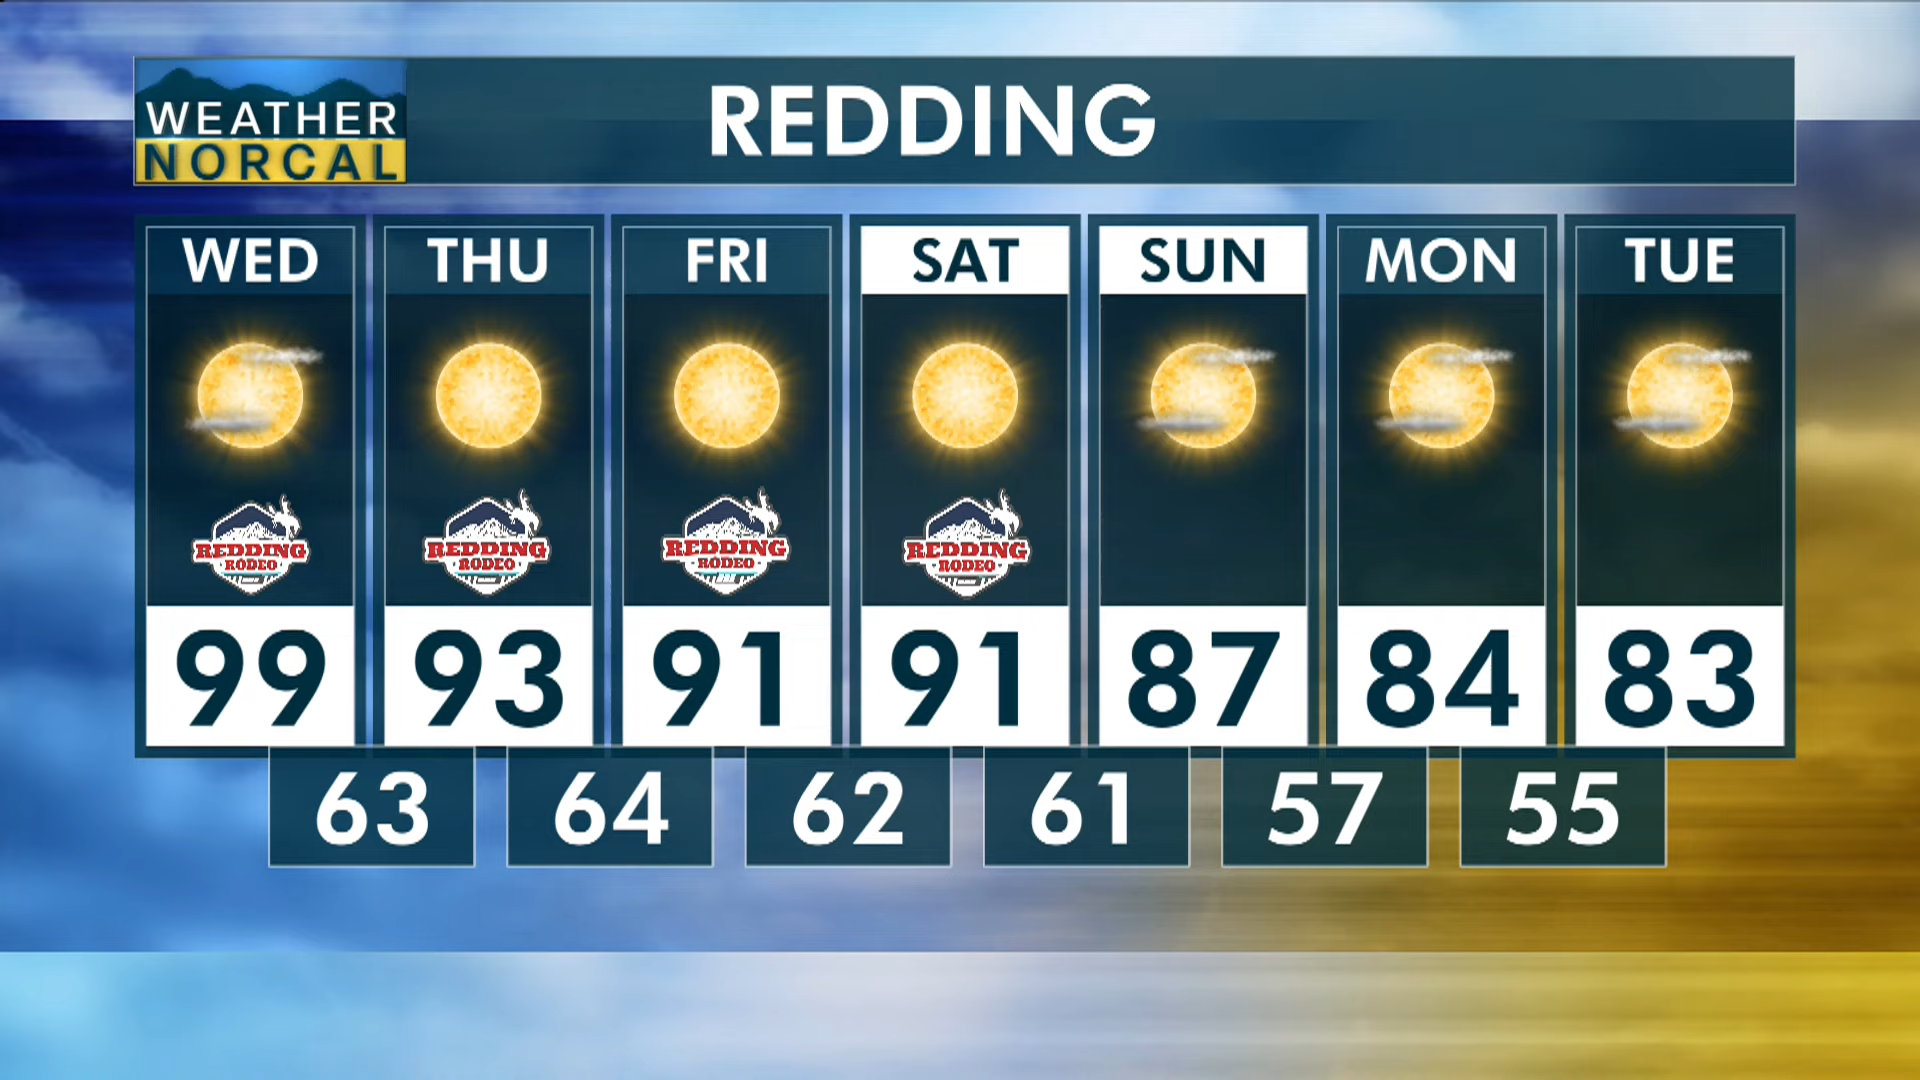 WEATHER
NORCAL
REDDING
WED THU FRI SAT SUN MON TUE
REDDING REDDING REDDING REDDING
RODEO RODEO RODEO RODEO
99 93 91 91 87 84 83
63 64 62 61 57 55